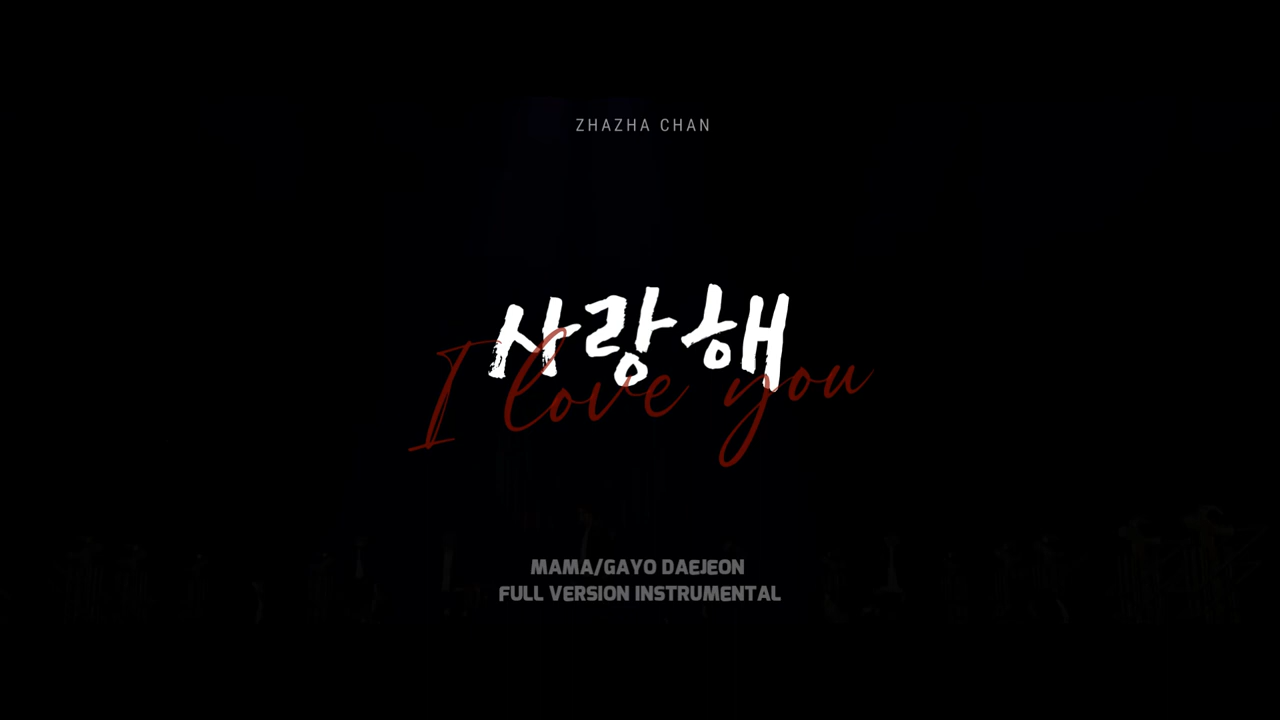 ZHAZHA CHAN
사랑해
I love you
MAMA/GAYO DAEJEON
FULL VERSION INSTRUMENTAL